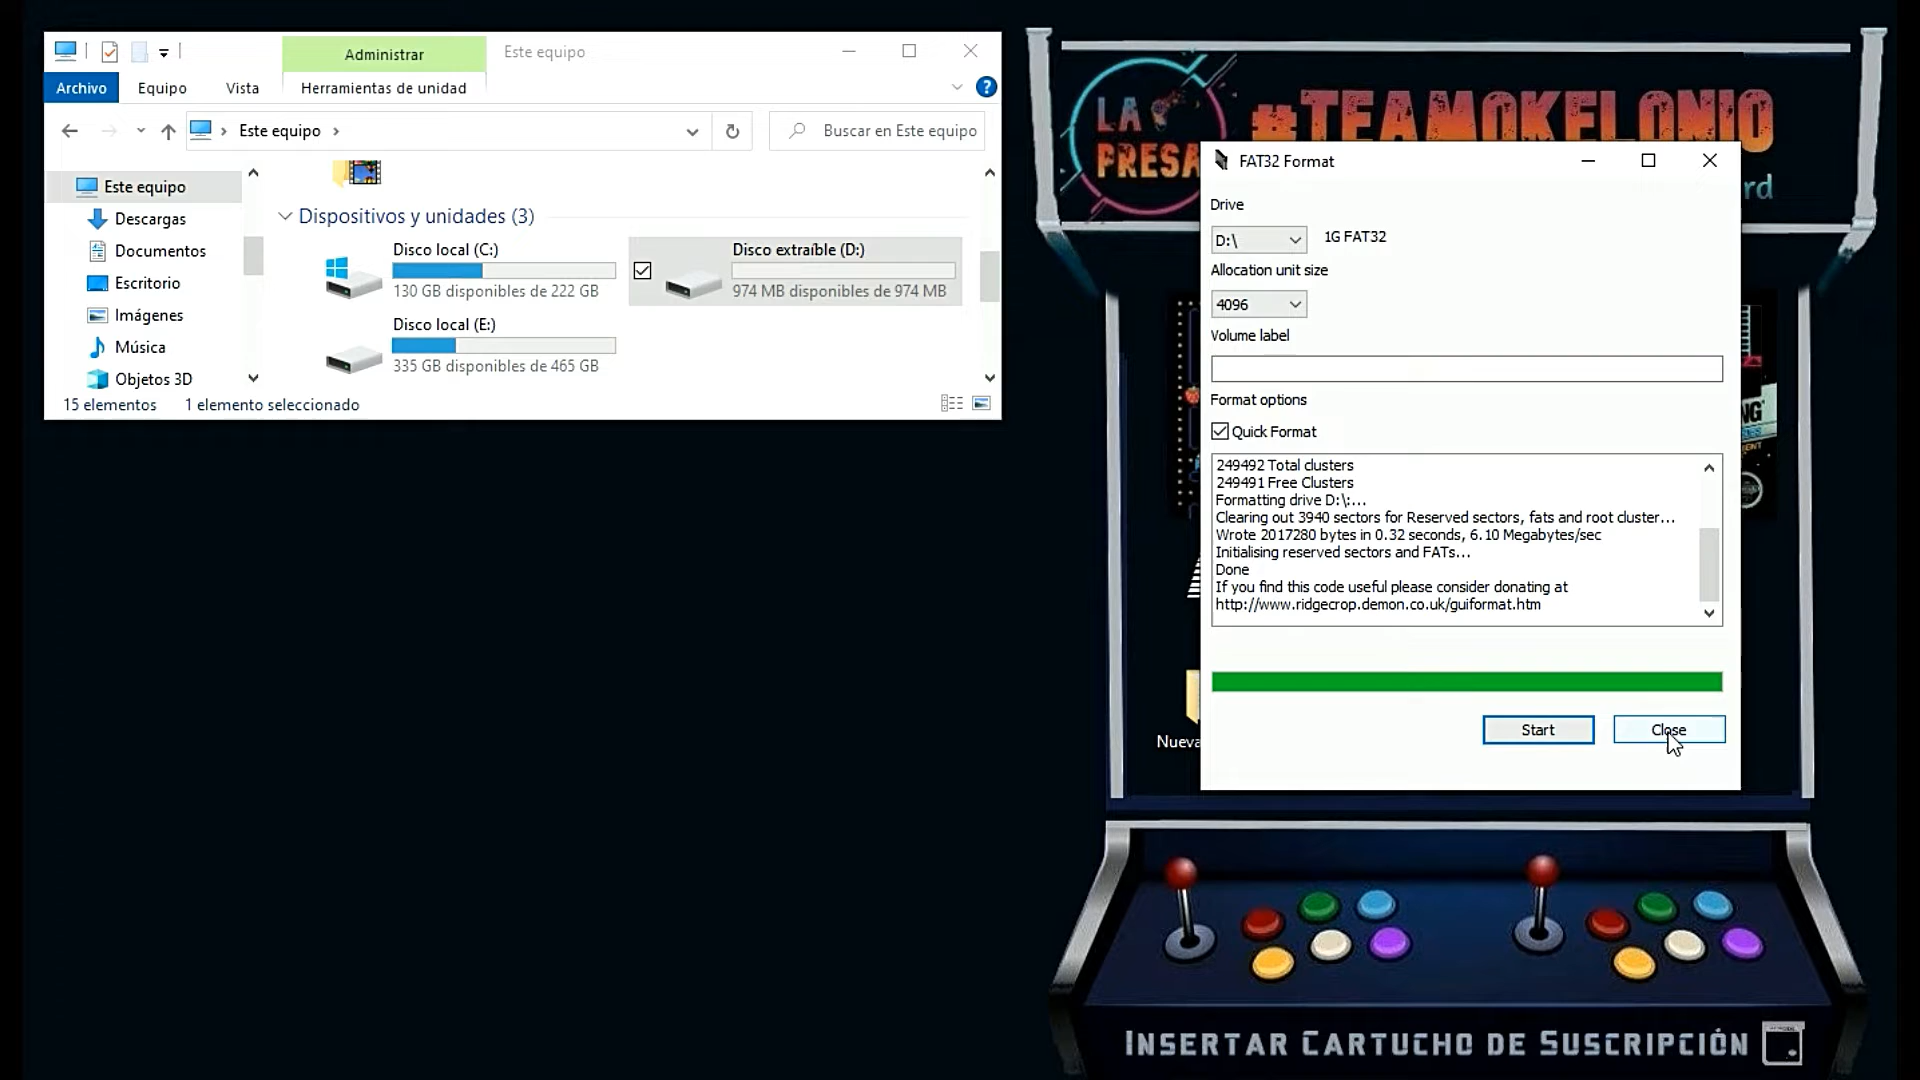 Administrar
Este equipo
Archivo
Equipo
Vista
Herramientas de unidad
Este equipo
Buscar en Este equipo
Este equipo
Descargas
Documentos
Escritorio
Imágenes
Música
Objetos 3D
Dispositivos y unidades (3)
Disco local (C:)
130 GB disponibles de 222 GB
Disco extraíble (D:)
974 MB disponibles de 974 MB
Disco local (E:)
335 GB disponibles de 465 GB
15 elementos
1 elemento seleccionado
LA
PRESA
#TEAMOKELONIO
rd
FAT32 Format
Drive
D:\
1G FAT32
Allocation unit size
4096
Volume label
Format options
Quick Format
249492 Total clusters
249491 Free Clusters
Formatting drive D:\:...
Clearing out 3940 sectors for Reserved sectors, fats and root cluster...
Wrote 2017280 bytes in 0.32 seconds, 6.10 Megabytes/sec
Initialising reserved sectors and FATs...
Done
If you find this code useful please consider donating at
http://www.ridgecrop.demon.co.uk/guiformat.htm
Start
Close
Nueva
INSERTAR CARTUCHO DE SUSCRIPCIÓN